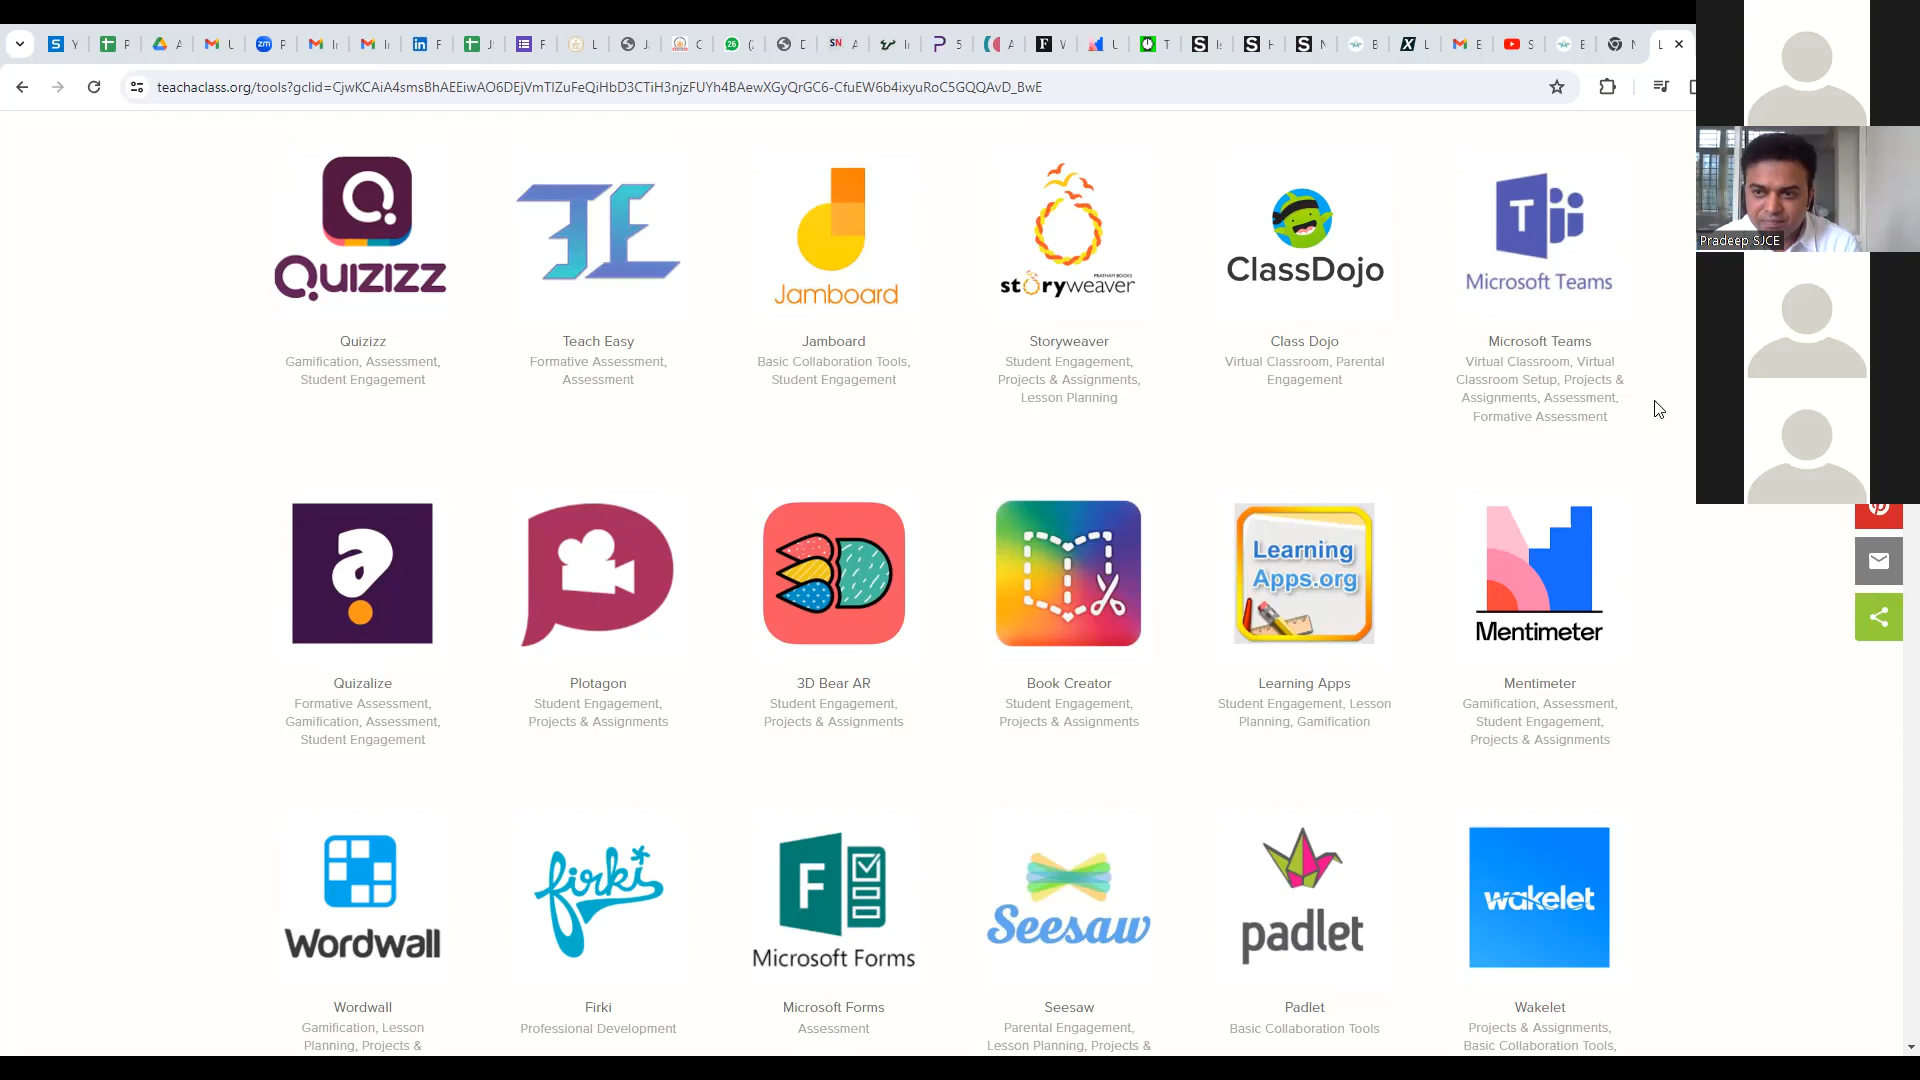 teachaclass.org/tools?gclid=CjwKCAiA4smsBhAEEiwAO6DEjVmTIZuFeQiHbD3CTiH3njzFUYh4BAewXGyQrGC6-CfuEW6b4ixyuRoC5GQQAvD_BwE
Pradeep SJCE
Quizizz
TE
Jamboard
PRATHAM BOOKS
storyweaver
ClassDojo
Microsoft Teams
Quizizz
Teach Easy
Jamboard
Storyweaver
Class Dojo
Microsoft Teams
Gamification, Assessment,
Student Engagement
Formative Assessment,
Assessment
Basic Collaboration Tools,
Student Engagement
Student Engagement,
Projects & Assignments,
Lesson Planning
Virtual Classroom, Parental
Engagement
Virtual Classroom, Virtual
Classroom Setup, Projects &
Assignments, Assessment,
Formative Assessment
a
3D
Learning
Apps.org
Mentimeter
Quizalize
Plotagon
3D Bear AR
Book Creator
Learning Apps
Mentimeter
Formative Assessment,
Gamification, Assessment,
Student Engagement
Student Engagement,
Projects & Assignments
Student Engagement,
Projects & Assignments
Student Engagement,
Projects & Assignments
Student Engagement, Lesson
Planning, Gamification
Gamification, Assessment,
Student Engagement,
Projects & Assignments
Wordwall
firki
F
Microsoft Forms
Seesaw
padlet
wakelet
Wordwall
Firki
Microsoft Forms
Seesaw
Padlet
Wakelet
Gamification, Lesson
Planning, Projects &
Professional Development
Assessment
Parental Engagement,
Lesson Planning, Projects &
Basic Collaboration Tools
Projects & Assignments,
Basic Collaboration Tools,